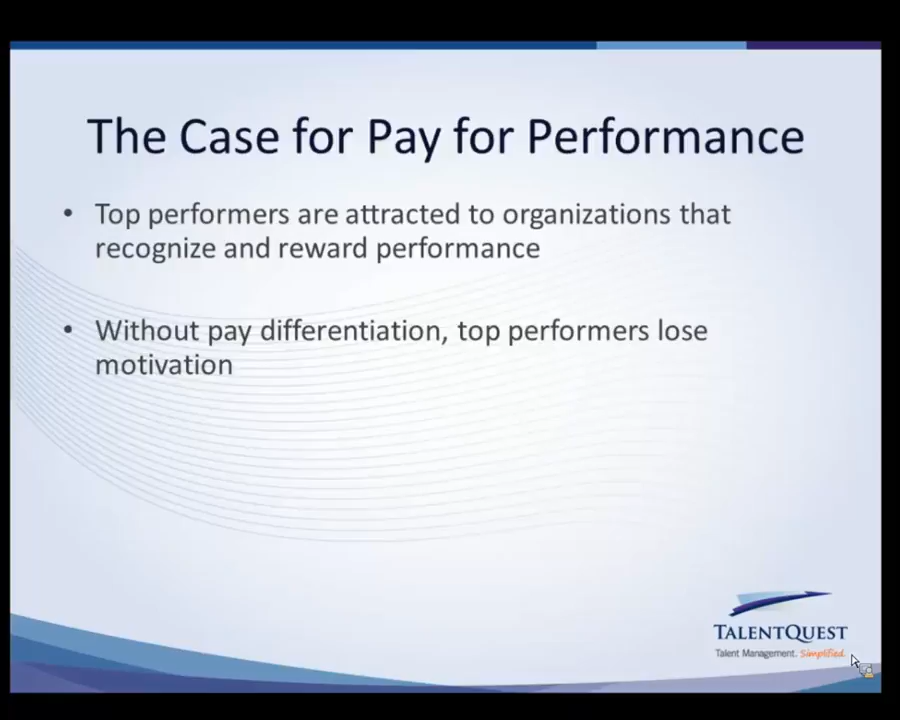 The Case for Pay for Performance
• Top performers are attracted to organizations that
recognize and reward performance
• Without pay differentiation, top performers lose
motivation
TALENTQUEST
Talent Management. Simplified.